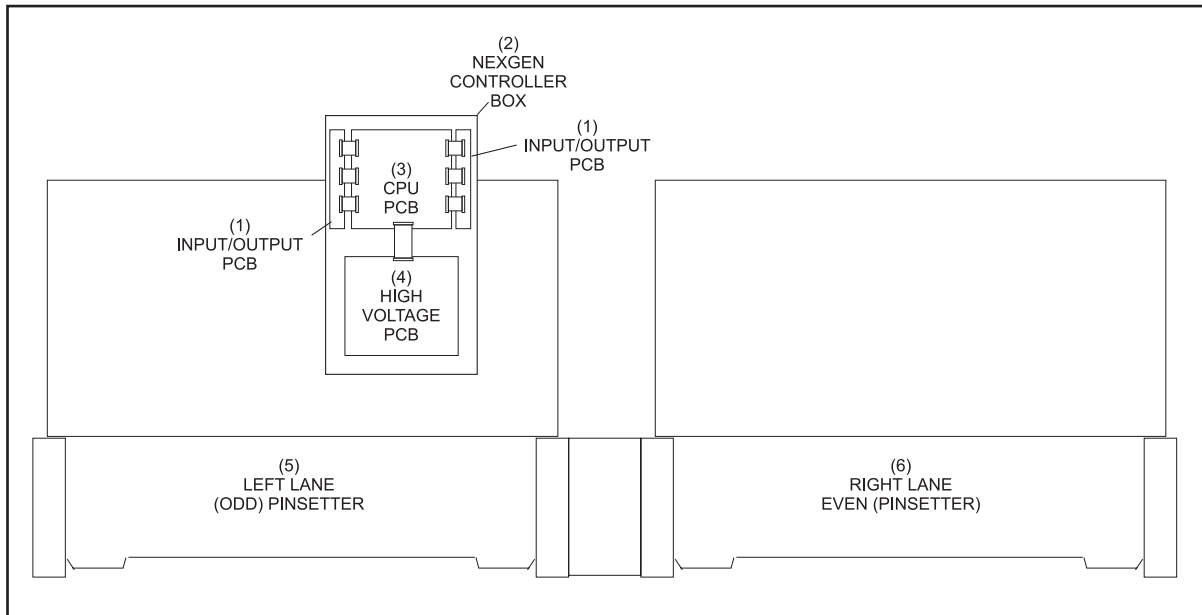 (2)
NEXGEN
CONTROLLER
BOX
(1)
INPUT/OUTPUT
PCB
(3)
CPU
PCB
(1)
INPUT/OUTPUT
PCB
(4)
HIGH
VOLTAGE
PCB
(5)
LEFT LANE
(ODD) PINSETTER
(6)
RIGHT LANE
EVEN (PINSETTER)